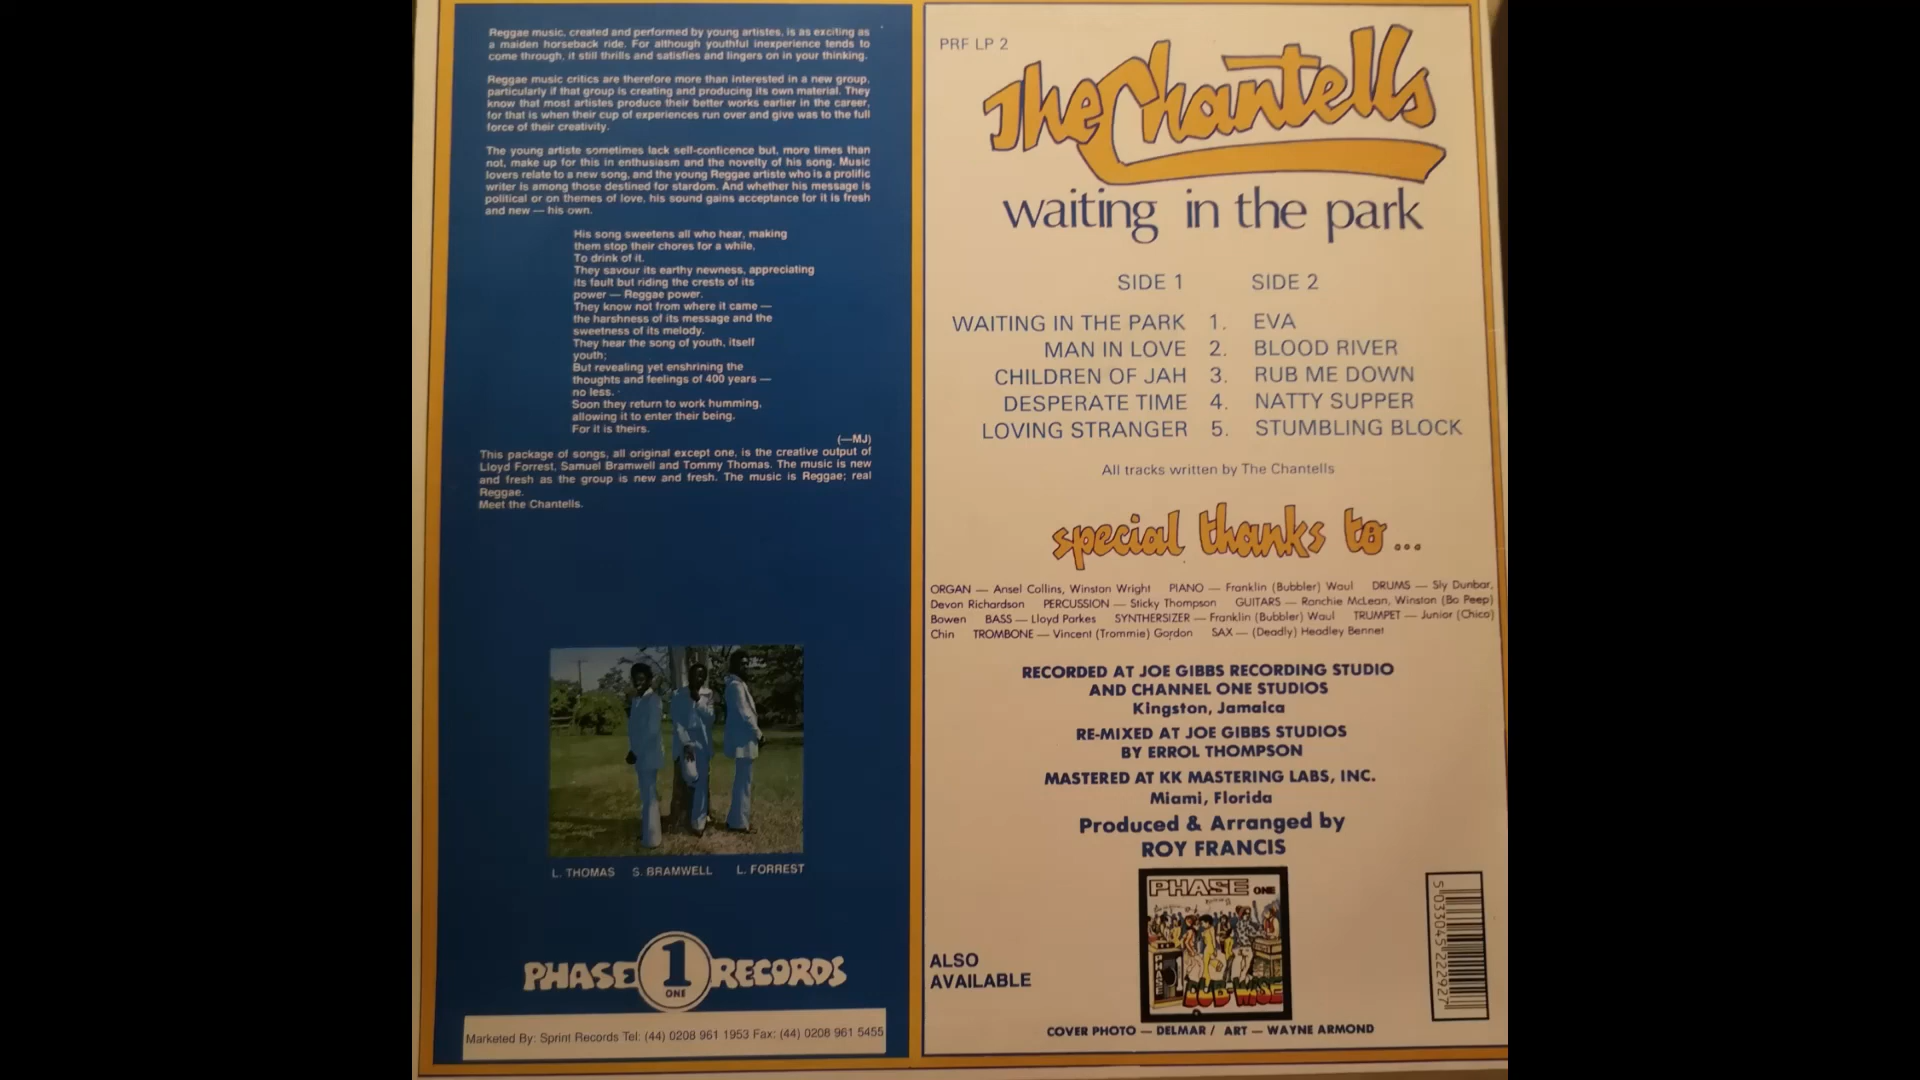 Reggae music, created and performed by young artistes, is as exciting as
a maiden horseback ride. For although youthful inexperience tends to
come through, it still thrills and satisfies and lingers on in your thinking.
Reggae music critics are therefore more than interested in a new group,
particularly if that group is creating and producing its own material. They
know that most artistes produce their better works earlier in the career,
for that is when their cup of experiences run over and give was to the full
force of their creativity.
The young artiste sometimes lack self-conficence but, more times than
not, make up for this in enthusiasm and the novelty of his song. Music
lovers relate to a new song, and the young Reggae artiste who is a prolific
writer is among those destined for stardom. And whether his message is
political or on themes of love, his sound gains acceptance for it is fresh
and new — his own.
His song sweetens all who hear, making
them stop their chores for a while,
To drink of it.
They savour its earthy newness, appreciating
its fault but riding the crests of its
power — Reggae power.
They know not from where it came —
the harshness of its message and the
sweetness of its melody.
They hear the song of youth, itself
youth;
But revealing yet enshrining the
thoughts and feelings of 400 years —
no less.
Soon they return to work humming,
allowing it to enter their being.
For it is theirs.
(—MJ)
This package of songs, all original except one, is the creative output of
Lloyd Forrest, Samuel Bramwell and Tommy Thomas. The music is new
and fresh as the group is new and fresh. The music is Reggae; real
Reggae.
Meet the Chantells.
L. THOMAS S. BRAMWELL L. FORREST
PHASE 1 ONE RECORDS
Marketed By: Sprint Records Tel: (44) 0208 961 1953 Fax: (44) 0208 961 5455
PRF LP 2
The Chantells
waiting in the park
SIDE 1 SIDE 2
WAITING IN THE PARK 1. EVA
MAN IN LOVE 2. BLOOD RIVER
CHILDREN OF JAH 3. RUB ME DOWN
DESPERATE TIME 4. NATTY SUPPER
LOVING STRANGER 5. STUMBLING BLOCK
All tracks written by The Chantells
special thanks to...
ORGAN — Ansel Collins, Winston Wright PIANO — Franklin (Bubbler) Waul DRUMS — Sly Dunbar,
Devon Richardson PERCUSSION — Sticky Thompson GUITARS — Ranchie McLean, Winston (Bo Peep)
Bowen BASS — Lloyd Parkes SYNTHERSIZER — Franklin (Bubbler) Waul TRUMPET — Junior (Chico)
Chin TROMBONE — Vincent (Trommie) Gordon SAX — (Deadly) Headley Bennet
RECORDED AT JOE GIBBS RECORDING STUDIO
AND CHANNEL ONE STUDIOS
Kingston, Jamaica
RE-MIXED AT JOE GIBBS STUDIOS
BY ERROL THOMPSON
MASTERED AT KK MASTERING LABS, INC.
Miami, Florida
Produced & Arranged by
ROY FRANCIS
PHASE ONE
DUB-WISE
ALSO
AVAILABLE
COVER PHOTO — DELMAR / ART — WAYNE ARMOND
5033045222927